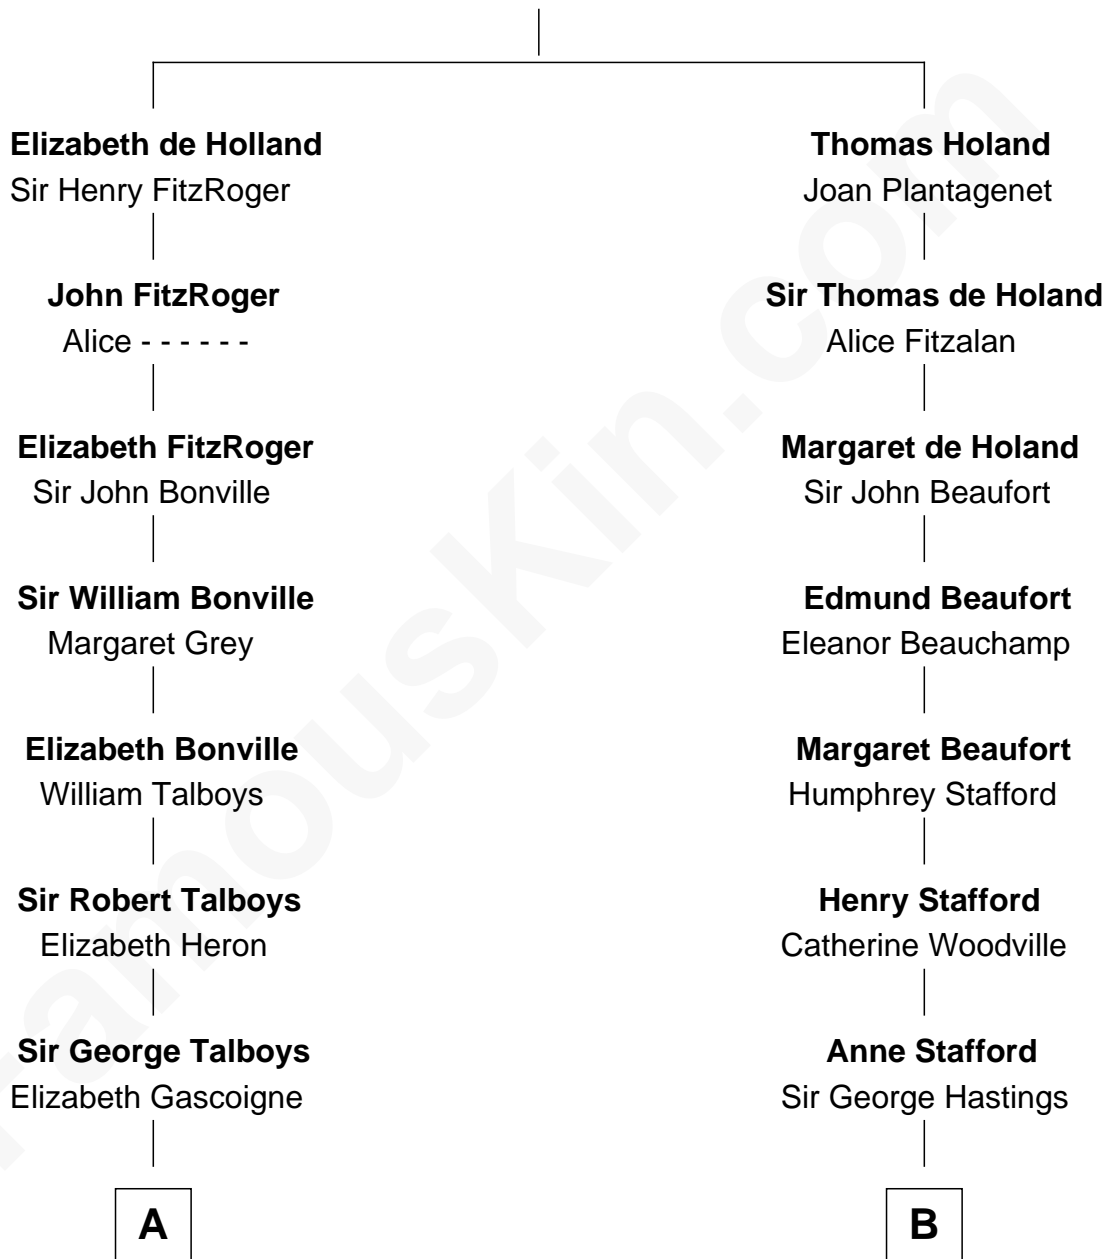 Elizabeth de Holland
Sir Henry FitzRoger
Thomas Holand
Joan Plantagenet
John FitzRoger
Alice - - - - - -
Sir Thomas de Holand
Alice Fitzalan
Elizabeth FitzRoger
Sir John Bonville
Margaret de Holand
Sir John Beaufort
Sir William Bonville
Margaret Grey
Edmund Beaufort
Eleanor Beauchamp
Elizabeth Bonville
William Talboys
Margaret Beaufort
Humphrey Stafford
Sir Robert Talboys
Elizabeth Heron
Henry Stafford
Catherine Woodville
Sir George Talboys
Elizabeth Gascoigne
Anne Stafford
Sir George Hastings
A
B
FamousKin.com